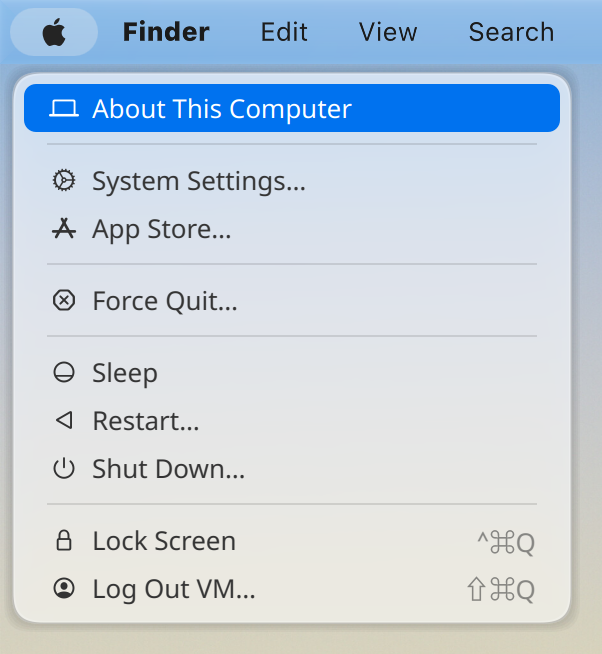 Finder Edit View Search
About This Computer
System Settings...
App Store...
Force Quit...
Sleep
Restart...
Shut Down...
Lock Screen ^⌘Q
Log Out VM... ⇧⌘Q